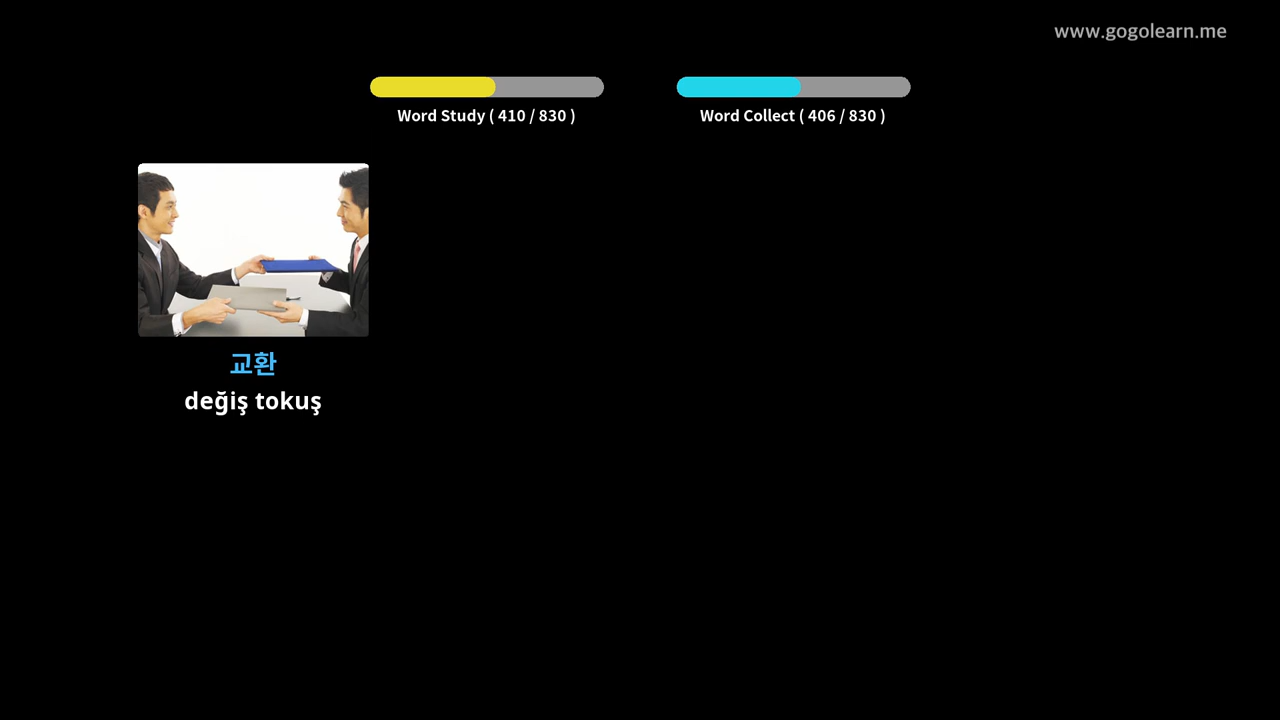 www.gogolearn.me
Word Study ( 410 / 830 )
Word Collect ( 406 / 830 )
교환
değiş tokuş